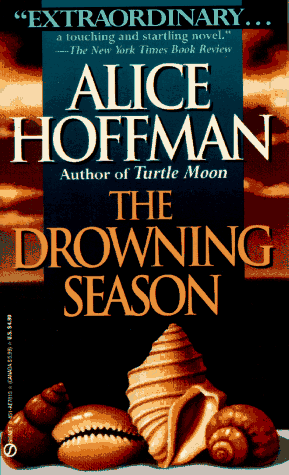 "EXTRAORDINARY...
a touching and startling novel."
—The New York Times Book Review
ALICE
HOFFMAN
Author of Turtle Moon
THE
DROWNING
SEASON